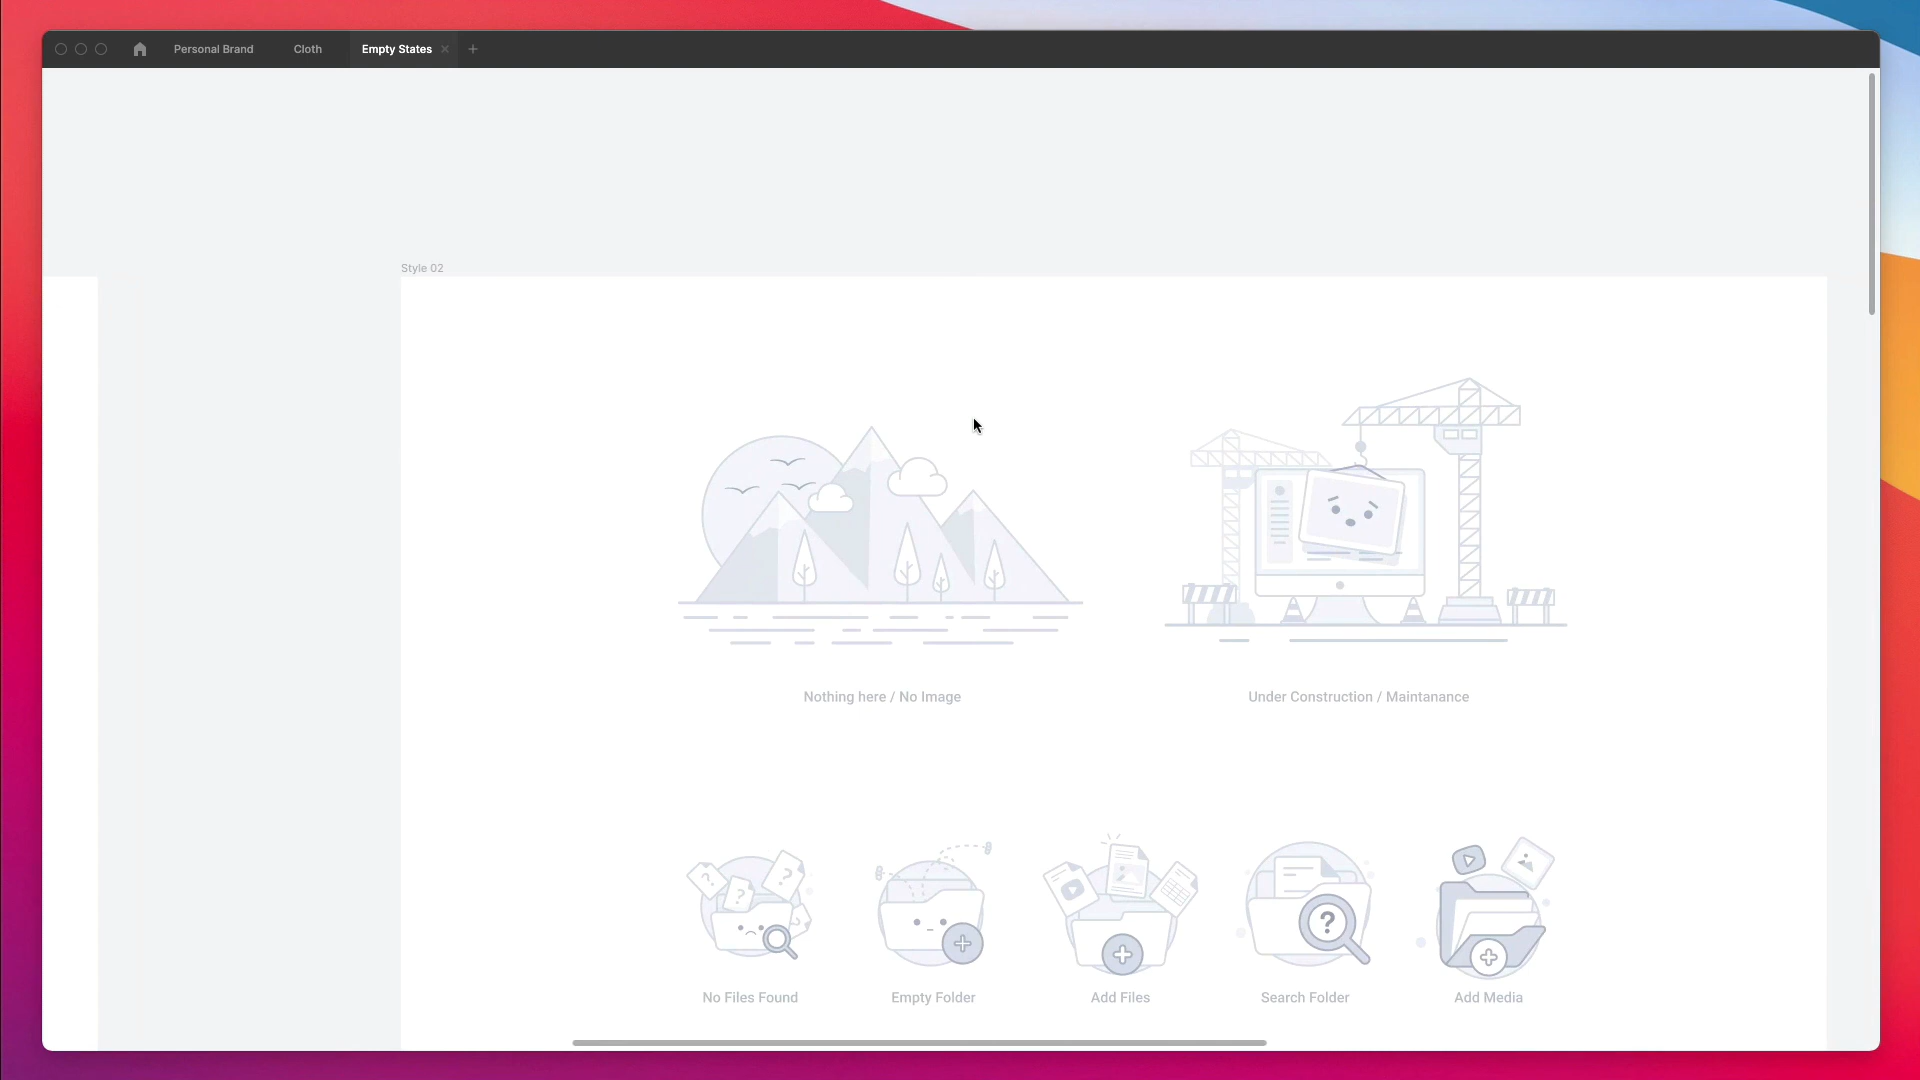 Personal Brand
Cloth
Empty States
Style 02
Nothing here / No Image
Under Construction / Maintanance
? ? ?
?
No Files Found
Empty Folder
Add Files
Search Folder
Add Media